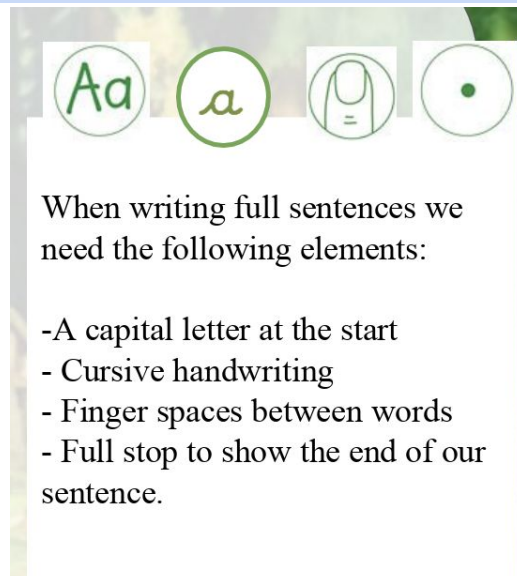 Aa
a
When writing full sentences we
need the following elements:
-A capital letter at the start
- Cursive handwriting
- Finger spaces between words
- Full stop to show the end of our
sentence.